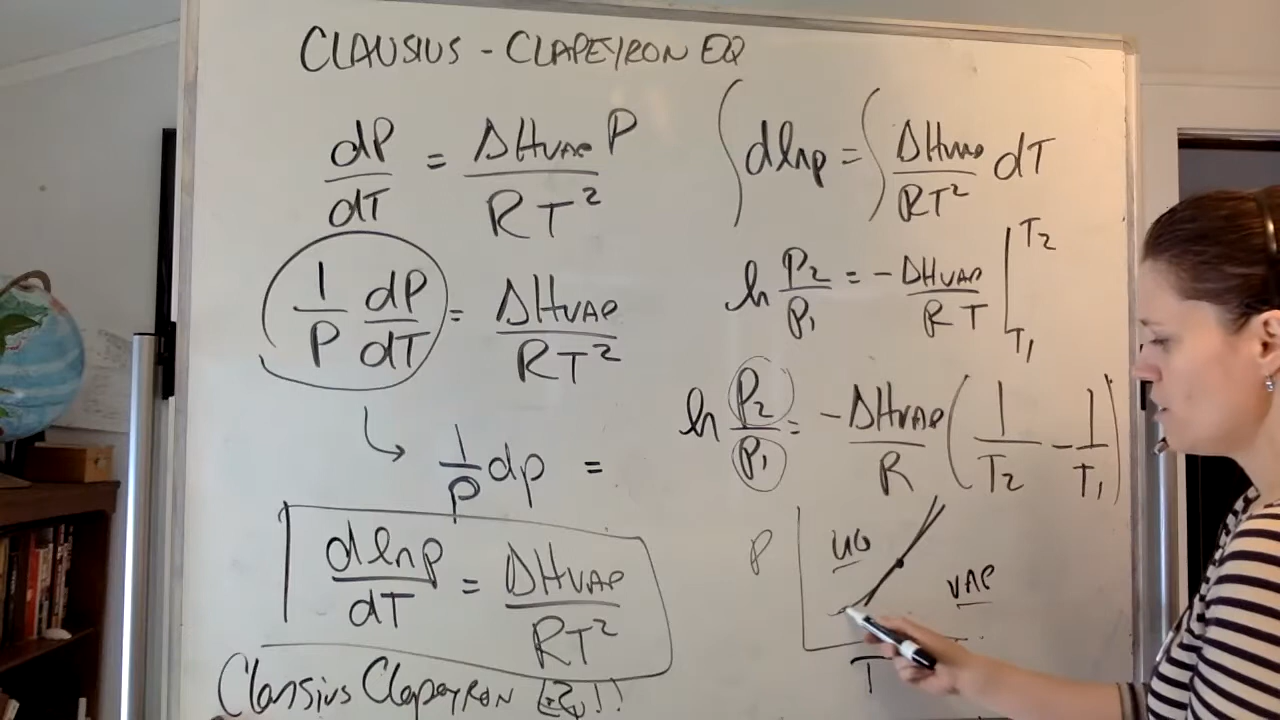 CLAUSIUS - CLAPEYRON EQ
dP/dT = ΔHVAP P / RT²
1/P dP/dT = ΔHVAP / RT²
↳ 1/P dp =
dlnp/dT = ΔHVAP / RT²
Clausius Clapeyron Eq!!
∫ dlnp = ∫ ΔHVAP / RT² dT
ln P₂/P₁ = -ΔHVAP / RT |T₂ T₁
ln P₂/P₁ = -ΔHVAP / R (1/T₂ - 1/T₁)
P
LIQ
VAP
T